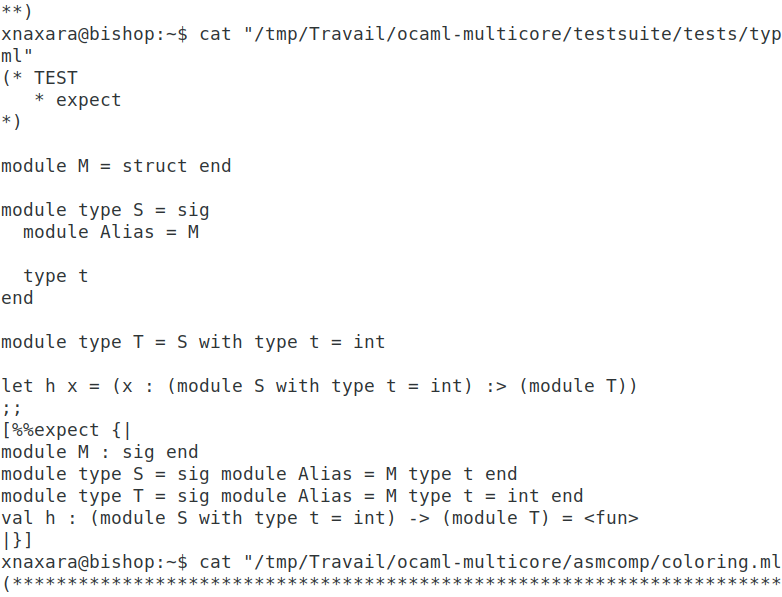 **)
xnaxara@bishop:~$ cat "/tmp/Travail/ocaml-multicore/testsuite/tests/typ
ml"
(* TEST
   * expect
*)

module M = struct end

module type S = sig
  module Alias = M

  type t
end

module type T = S with type t = int

let h x = (x : (module S with type t = int) :> (module T))
;;
[%%expect {|
module M : sig end
module type S = sig module Alias = M type t end
module type T = sig module Alias = M type t = int end
val h : (module S with type t = int) -> (module T) = <fun>
|}]
xnaxara@bishop:~$ cat "/tmp/Travail/ocaml-multicore/asmcomp/coloring.ml
(**********************************************************************